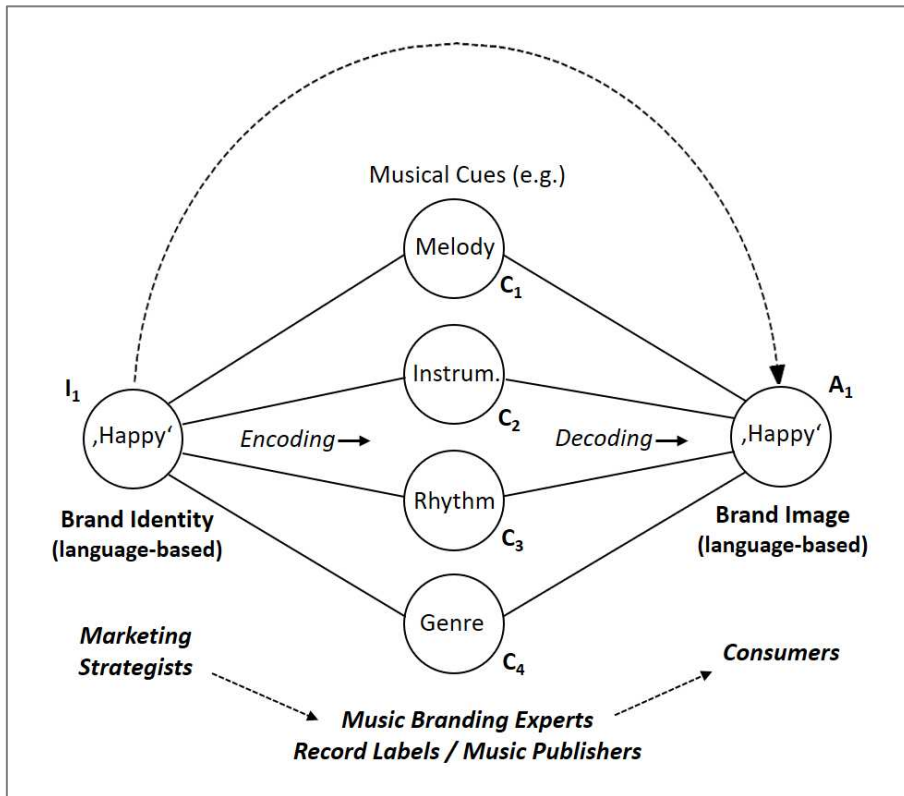 Musical Cues (e.g.)
Melody
C₁
Instrum.
C₂
I₁
A₁
‚Happy‘
Encoding
Decoding
‚Happy‘
Rhythm
C₃
Brand Identity
(language-based)
Brand Image
(language-based)
Genre
C₄
Marketing
Strategists
Consumers
Music Branding Experts
Record Labels / Music Publishers